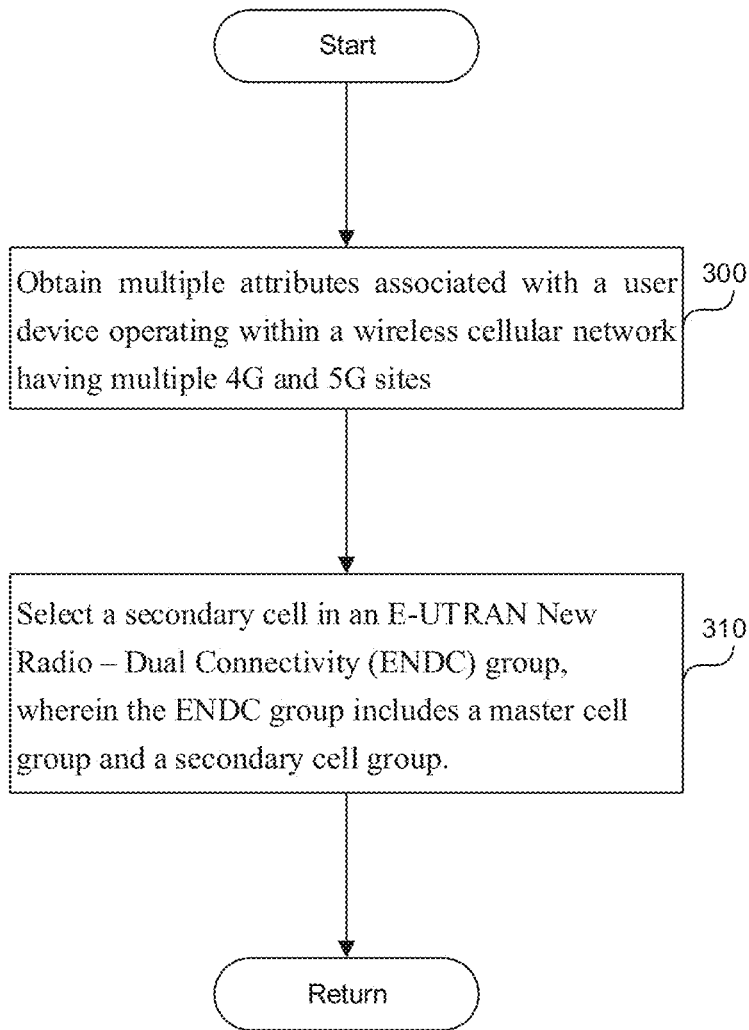 Start
Obtain multiple attributes associated with a user
device operating within a wireless cellular network
having multiple 4G and 5G sites
300
Select a secondary cell in an E-UTRAN New
Radio – Dual Connectivity (ENDC) group,
wherein the ENDC group includes a master cell
group and a secondary cell group.
310
Return